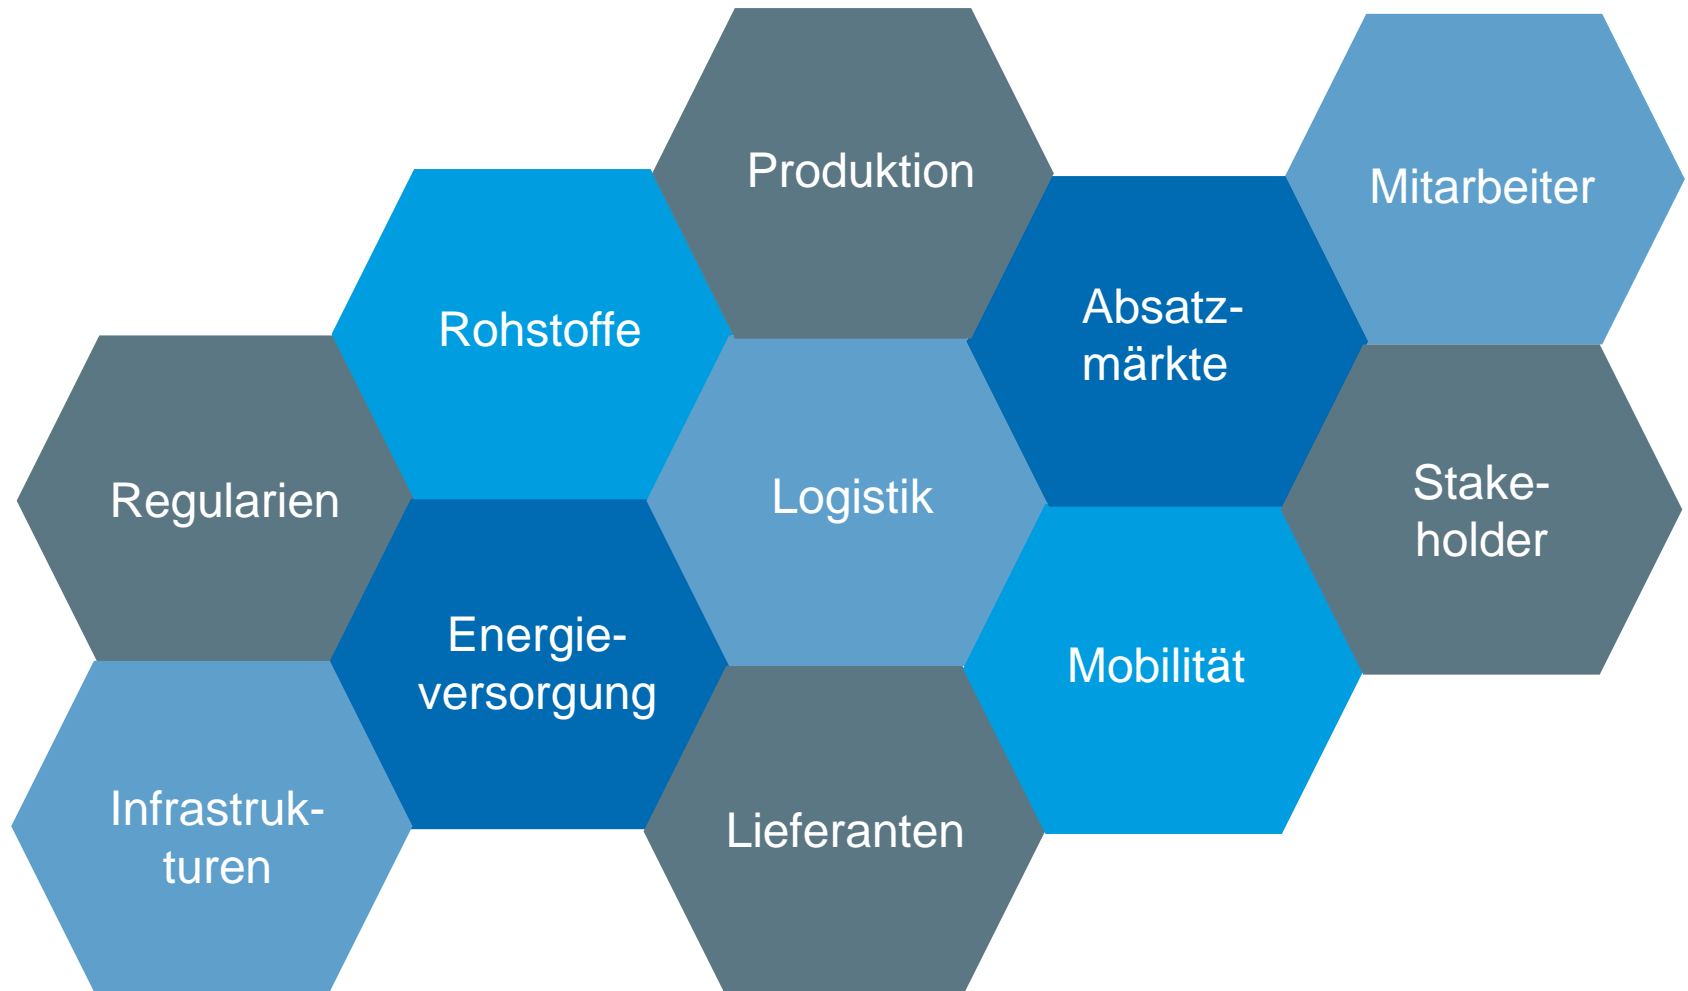 Produktion
Mitarbeiter
Rohstoffe
Absatz-
märkte
Regularien
Logistik
Stake-
holder
Energie-
versorgung
Mobilität
Infrastruk-
turen
Lieferanten